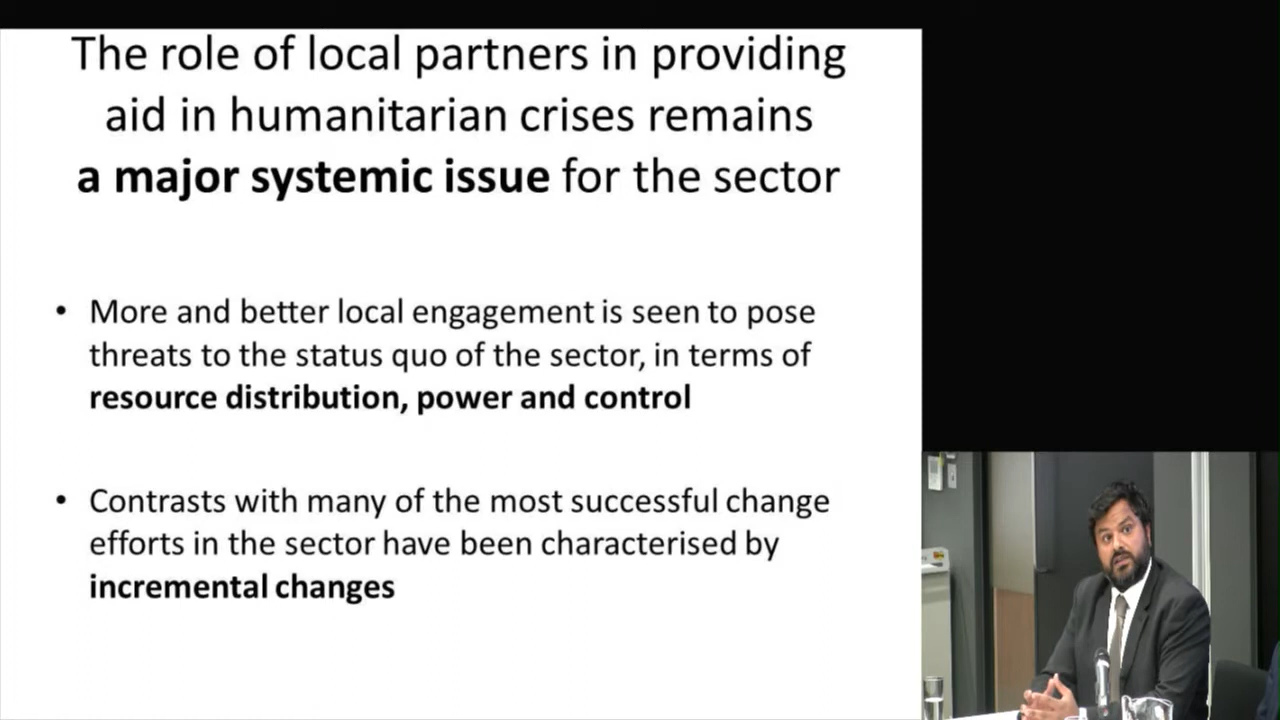 The role of local partners in providing
aid in humanitarian crises remains
a major systemic issue for the sector
• More and better local engagement is seen to pose
threats to the status quo of the sector, in terms of
resource distribution, power and control
• Contrasts with many of the most successful change
efforts in the sector have been characterised by
incremental changes